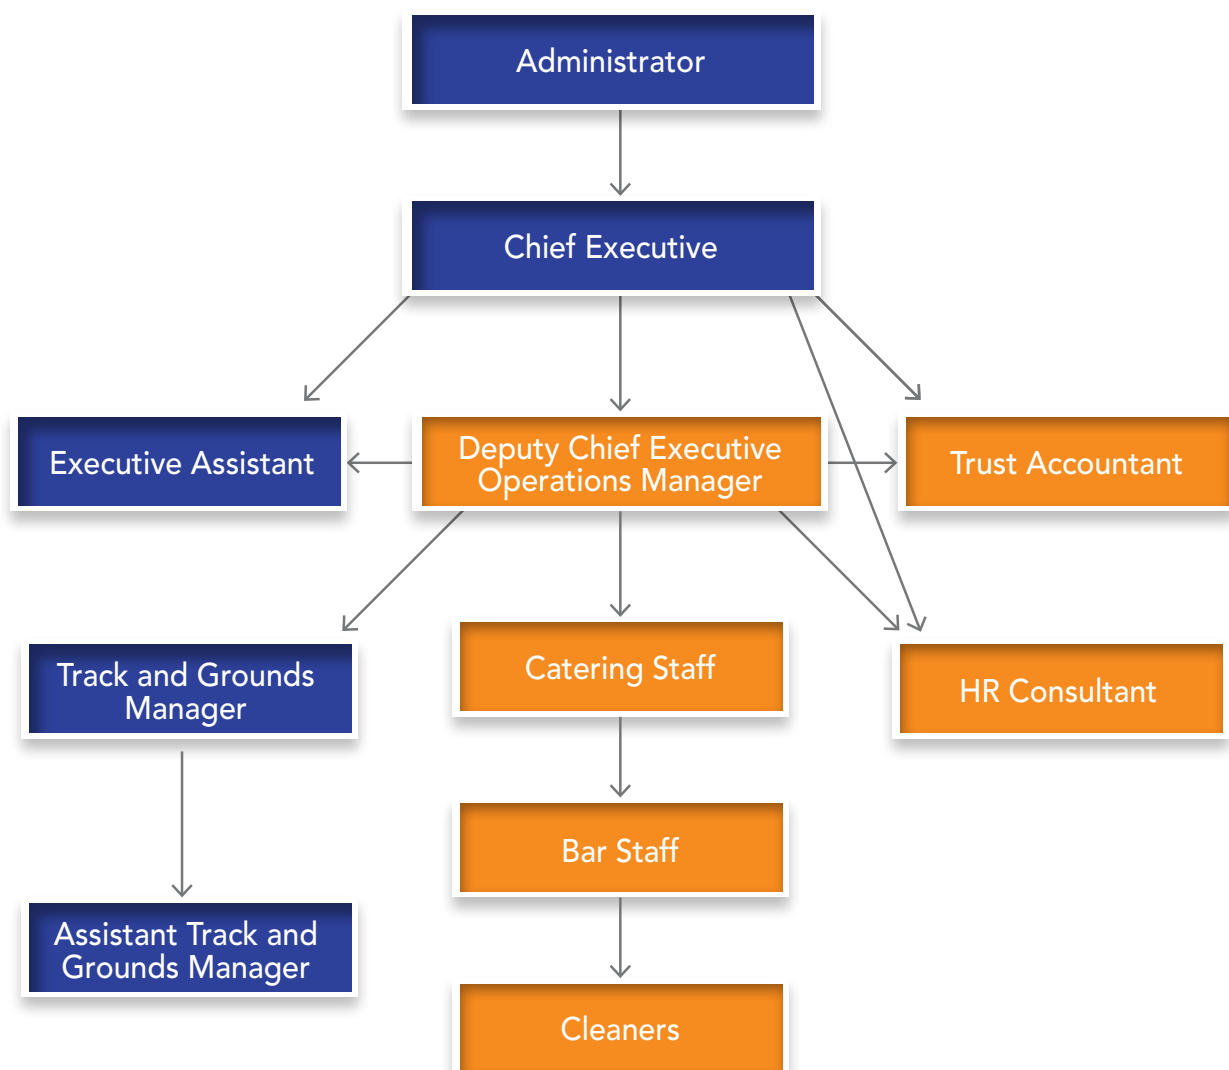 Administrator
Chief Executive
Executive Assistant
Deputy Chief Executive
Operations Manager
Trust Accountant
Track and Grounds
Manager
Catering Staff
HR Consultant
Bar Staff
Assistant Track and
Grounds Manager
Cleaners